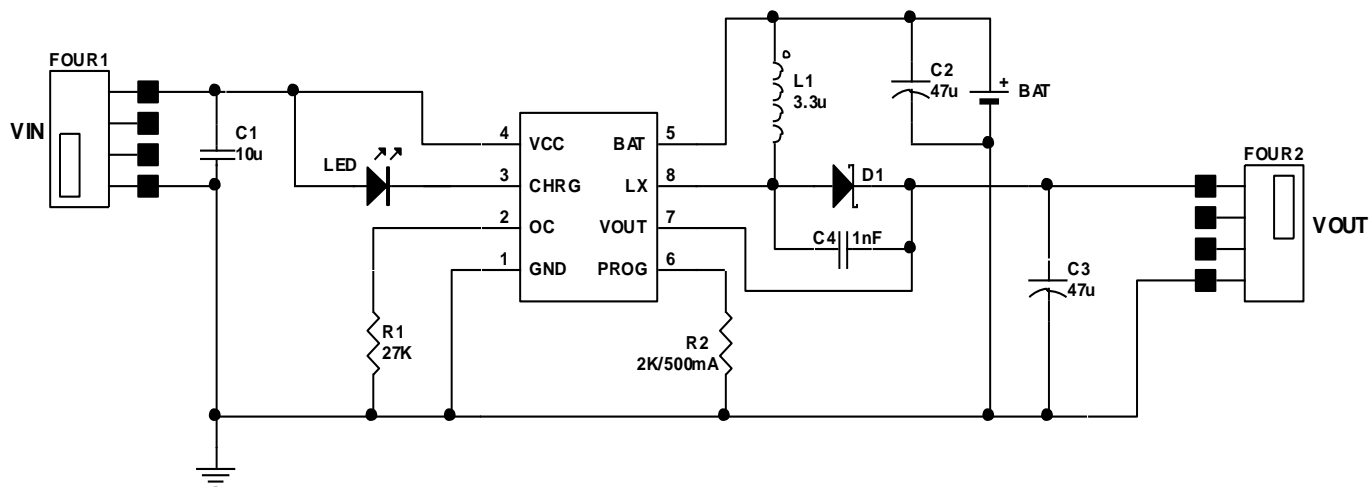 FOUR1
VIN
C1
10u
LED
4 VCC BAT 5
3 CHRG LX 8
2 OC VOUT 7
1 GND PROG 6
R1
27K
R2
2K/500mA
L1
3.3u
C2
47u
+
BAT
D1
C4 1nF
C3
47u
FOUR2
VOUT